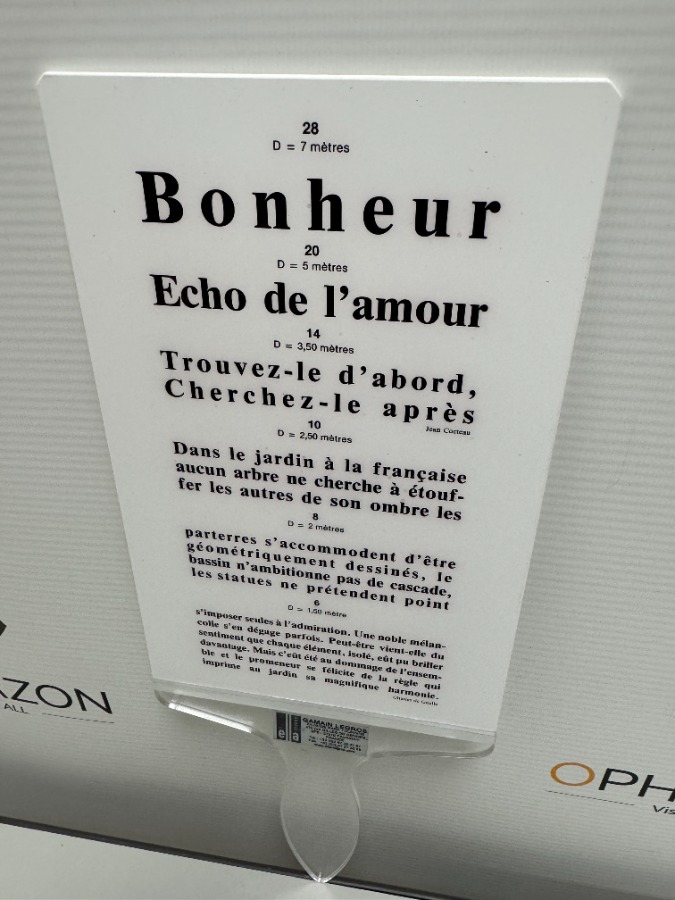 28
D = 7 mètres
Bonheur
20
D = 5 mètres
Echo de l'amour
14
D = 3,50 mètres
Trouvez-le d'abord,
Cherchez-le après
Jean Cocteau
10
D = 2,50 mètres
Dans le jardin à la française
aucun arbre ne cherche à étouf-
fer les autres de son ombre les
8
D = 2 mètres
parterres s'accommodent d'être
géométriquement dessinés, le
bassin n'ambitionne pas de cascade,
les statues ne prétendent point
6
D = 1,50 mètre
s'imposer seules à l'admiration. Une noble mélan-
colie s'en dégage parfois. Peut-être vient-elle du
sentiment que chaque élément, isolé, eût pu briller
davantage. Mais c'eût été au dommage de l'ensem-
ble et le promeneur se félicite de la règle qui
imprime au jardin sa magnifique harmonie.
Charles de Gaulle
GAMAIN LEGROS
AZON
ALL
OPH
Vis